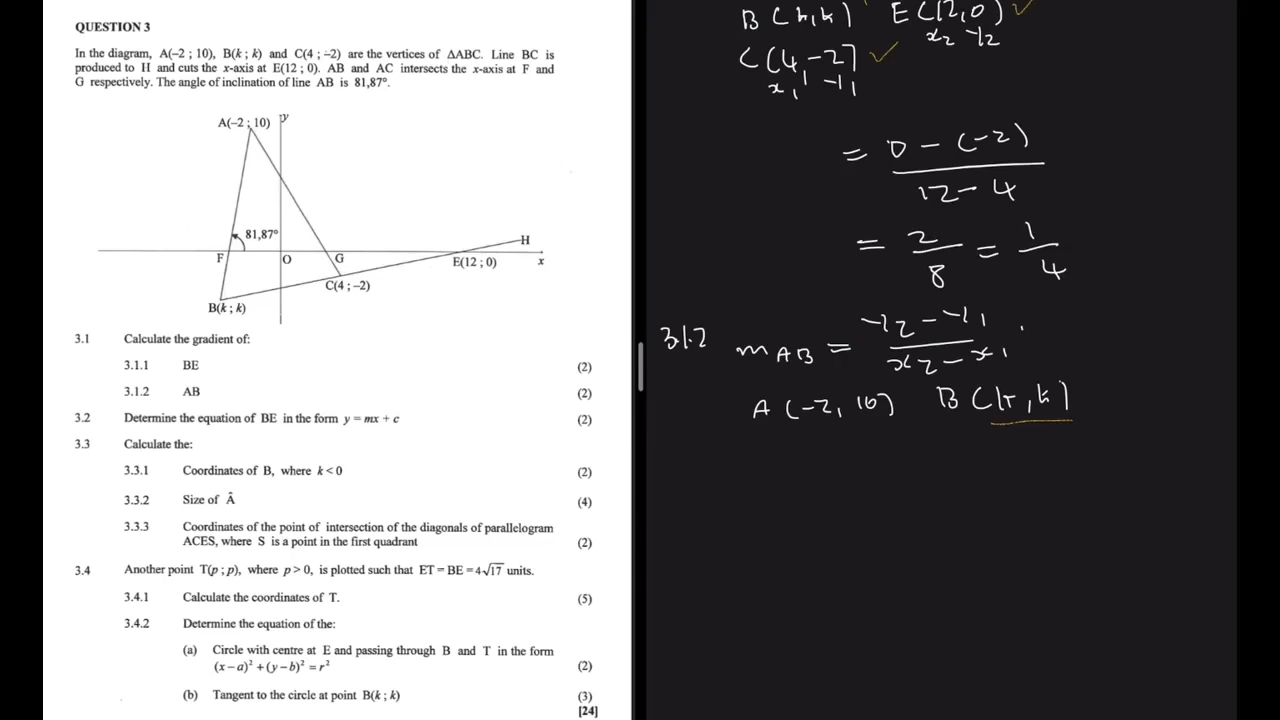 QUESTION 3
In the diagram, A(−2 ; 10), B(k ; k) and C(4 ; −2) are the vertices of ΔABC. Line BC is
produced to H and cuts the x-axis at E(12 ; 0). AB and AC intersects the x-axis at F and
G respectively. The angle of inclination of line AB is 81,87°.
A(−2 ; 10)
y
81,87°
H
F
O
G
E(12 ; 0)
x
C(4 ; −2)
B(k ; k)
3.1 Calculate the gradient of:
3.1.1 BE (2)
3.1.2 AB (2)
3.2 Determine the equation of BE in the form y = mx + c (2)
3.3 Calculate the:
3.3.1 Coordinates of B, where k < 0 (2)
3.3.2 Size of Â (4)
3.3.3 Coordinates of the point of intersection of the diagonals of parallelogram
ACES, where S is a point in the first quadrant (2)
3.4 Another point T(p ; p), where p > 0, is plotted such that ET = BE = 4√17 units.
3.4.1 Calculate the coordinates of T. (5)
3.4.2 Determine the equation of the:
(a) Circle with centre at E and passing through B and T in the form
(x − a)² + (y − b)² = r² (2)
(b) Tangent to the circle at point B(k ; k) (3)
[24]
B (k, k) E (12, 0) ✓
x₂ y₂
C (4, −2) ✓
x₁ y₁
= 0 − (−2) / 12 − 4
= 2/8 = 1/4
3.1.2 m AB = y₂ − y₁ / x₂ − x₁
A (−2, 10) B (k, k)